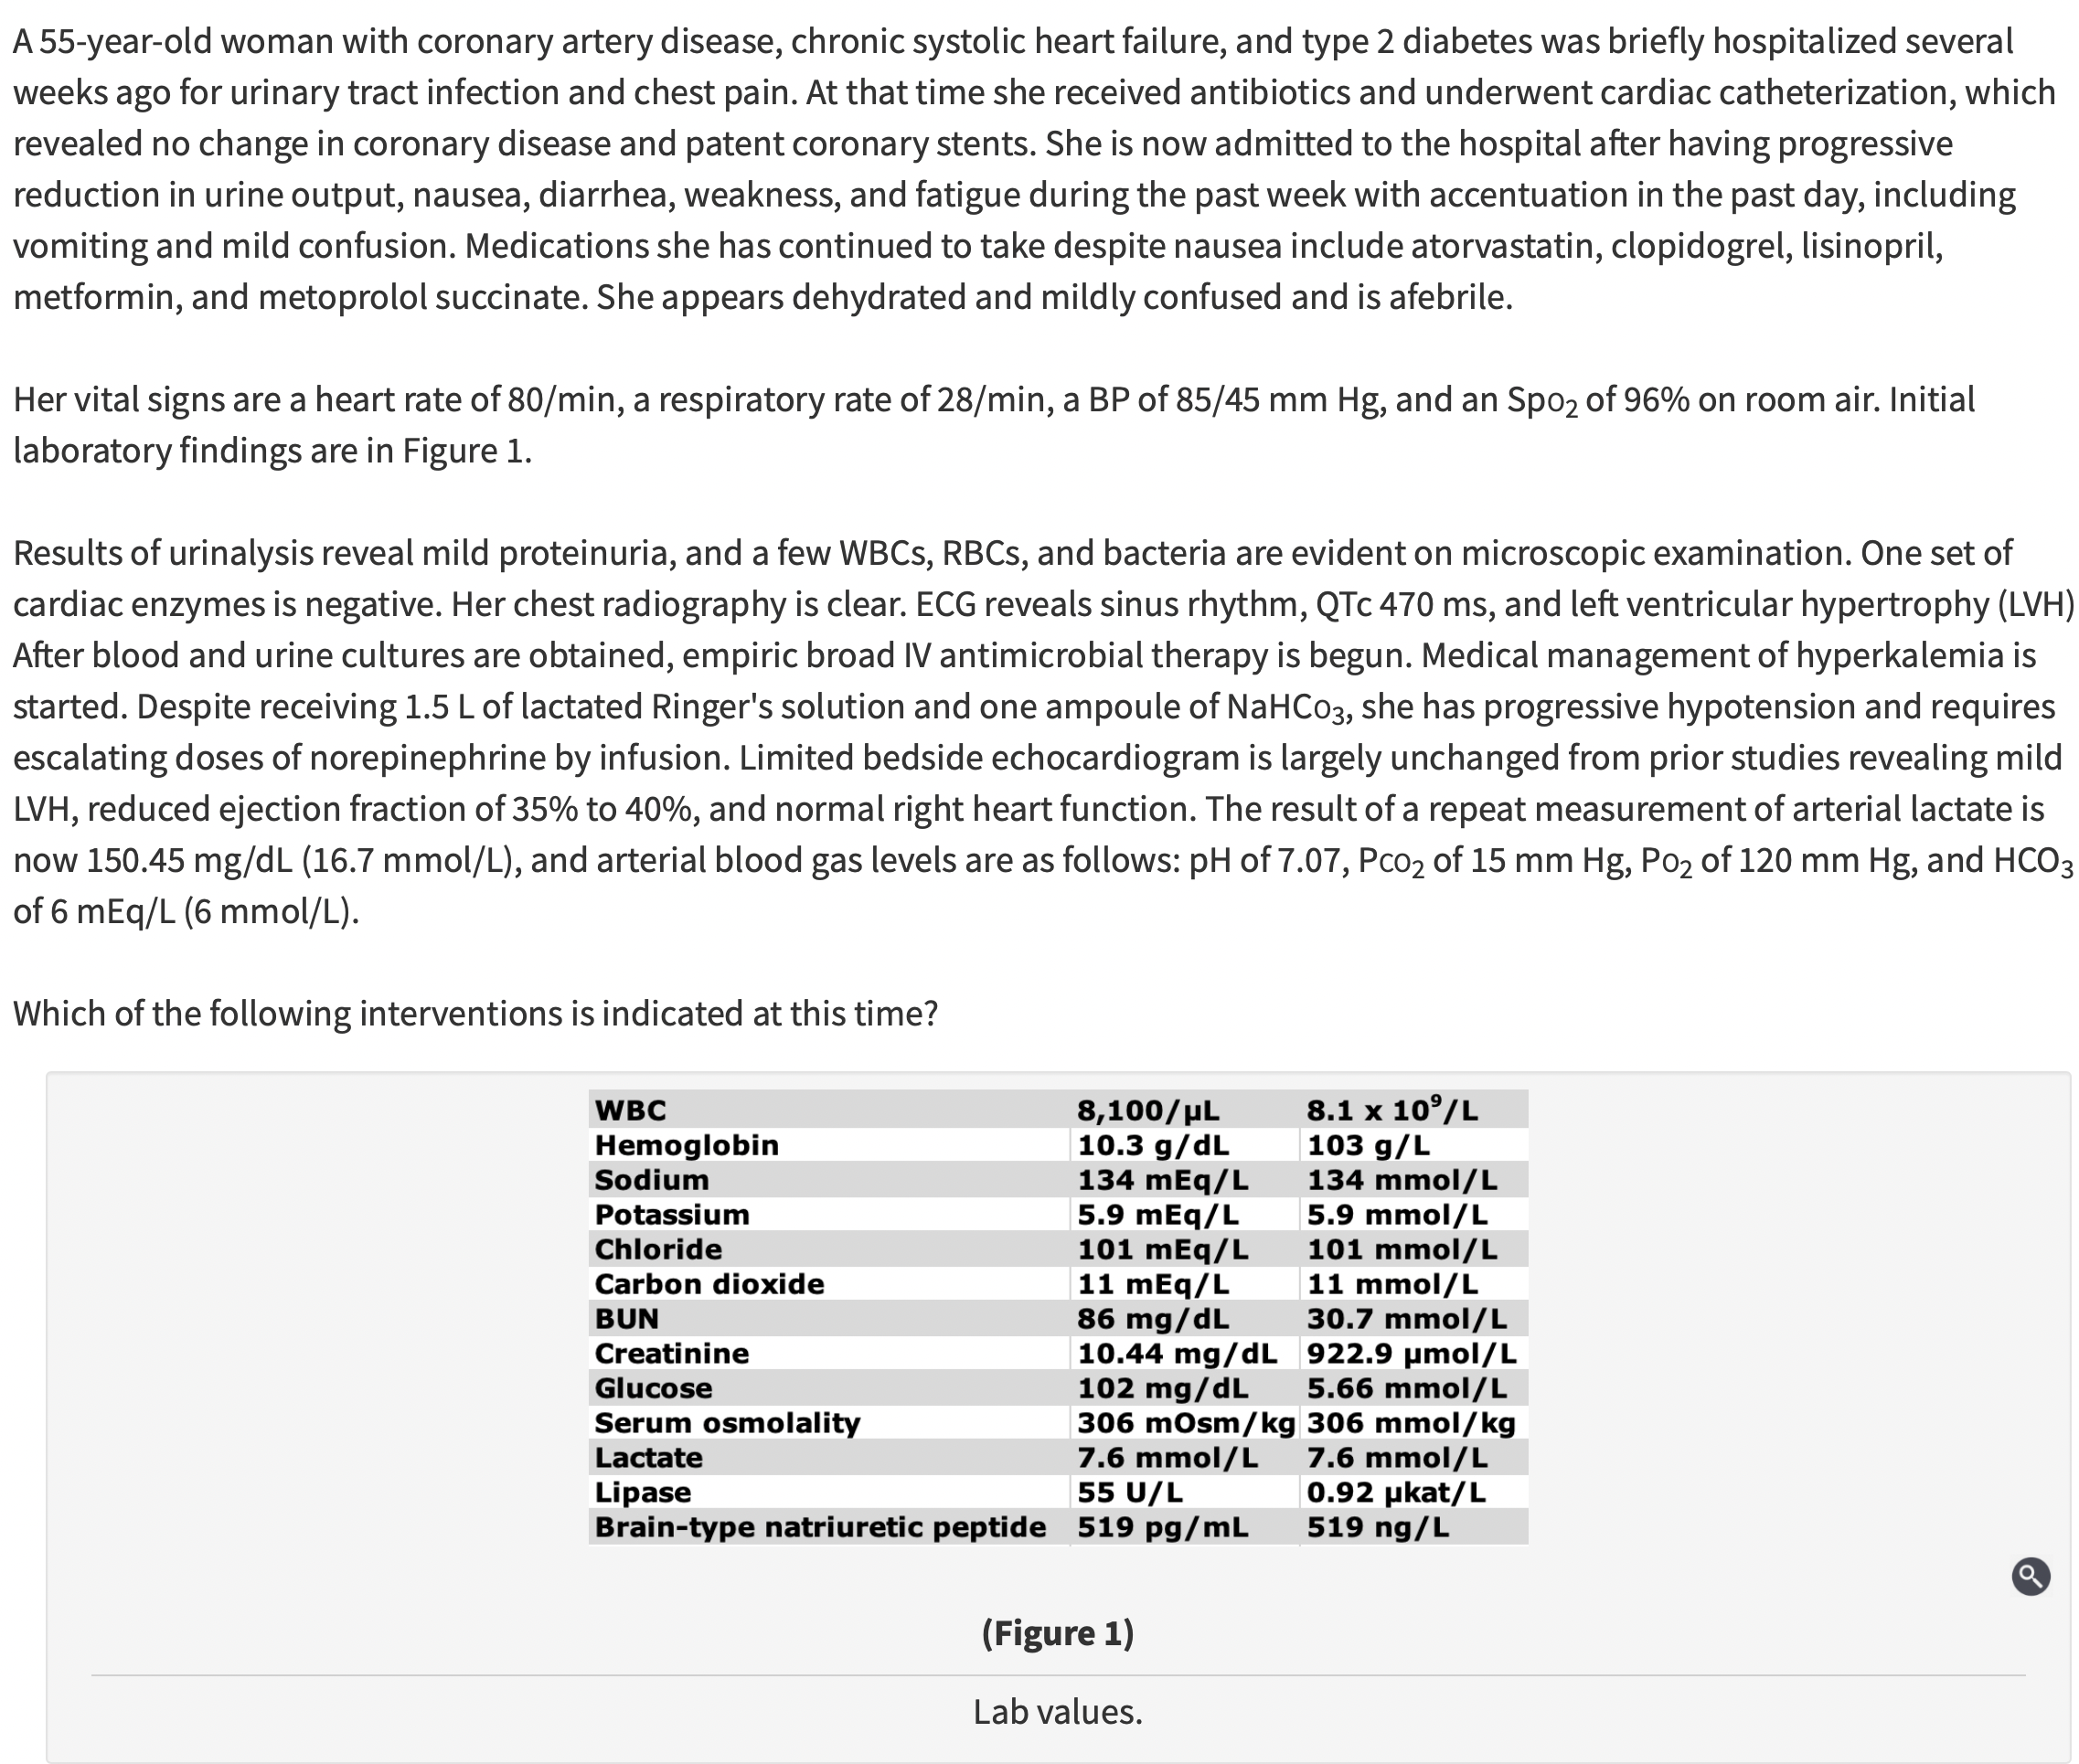 A 55-year-old woman with coronary artery disease, chronic systolic heart failure, and type 2 diabetes was briefly hospitalized several
weeks ago for urinary tract infection and chest pain. At that time she received antibiotics and underwent cardiac catheterization, which
revealed no change in coronary disease and patent coronary stents. She is now admitted to the hospital after having progressive
reduction in urine output, nausea, diarrhea, weakness, and fatigue during the past week with accentuation in the past day, including
vomiting and mild confusion. Medications she has continued to take despite nausea include atorvastatin, clopidogrel, lisinopril,
metformin, and metoprolol succinate. She appears dehydrated and mildly confused and is afebrile.
Her vital signs are a heart rate of 80/min, a respiratory rate of 28/min, a BP of 85/45 mm Hg, and an Spo₂ of 96% on room air. Initial
laboratory findings are in Figure 1.
Results of urinalysis reveal mild proteinuria, and a few WBCs, RBCs, and bacteria are evident on microscopic examination. One set of
cardiac enzymes is negative. Her chest radiography is clear. ECG reveals sinus rhythm, QTc 470 ms, and left ventricular hypertrophy (LVH)
After blood and urine cultures are obtained, empiric broad IV antimicrobial therapy is begun. Medical management of hyperkalemia is
started. Despite receiving 1.5 L of lactated Ringer's solution and one ampoule of NaHCo₃, she has progressive hypotension and requires
escalating doses of norepinephrine by infusion. Limited bedside echocardiogram is largely unchanged from prior studies revealing mild
LVH, reduced ejection fraction of 35% to 40%, and normal right heart function. The result of a repeat measurement of arterial lactate is
now 150.45 mg/dL (16.7 mmol/L), and arterial blood gas levels are as follows: pH of 7.07, Pco₂ of 15 mm Hg, Po₂ of 120 mm Hg, and HCO₃
of 6 mEq/L (6 mmol/L).
Which of the following interventions is indicated at this time?
WBC 8,100/µL 8.1 x 10⁹/L
Hemoglobin 10.3 g/dL 103 g/L
Sodium 134 mEq/L 134 mmol/L
Potassium 5.9 mEq/L 5.9 mmol/L
Chloride 101 mEq/L 101 mmol/L
Carbon dioxide 11 mEq/L 11 mmol/L
BUN 86 mg/dL 30.7 mmol/L
Creatinine 10.44 mg/dL 922.9 µmol/L
Glucose 102 mg/dL 5.66 mmol/L
Serum osmolality 306 mOsm/kg 306 mmol/kg
Lactate 7.6 mmol/L 7.6 mmol/L
Lipase 55 U/L 0.92 µkat/L
Brain-type natriuretic peptide 519 pg/mL 519 ng/L
(Figure 1)
Lab values.